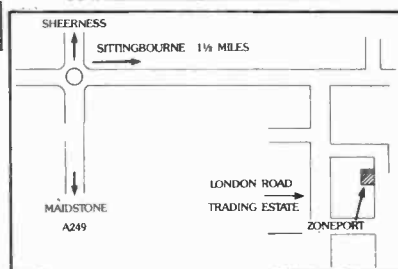 SHEERNESS
SITTINGBOURNE 1½ MILES
MAIDSTONE
A249
LONDON ROAD
TRADING ESTATE
ZONEPORT